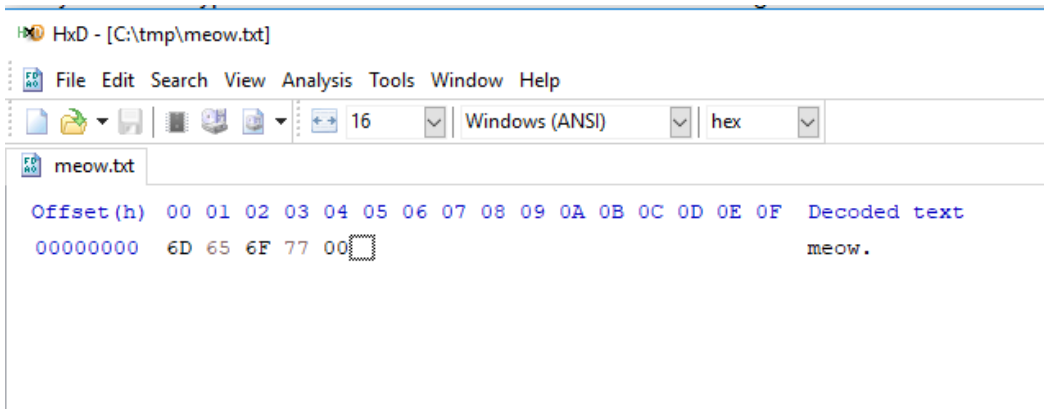 HxD - [C:\tmp\meow.txt]
File Edit Search View Analysis Tools Window Help
16 Windows (ANSI) hex
meow.txt
Offset(h) 00 01 02 03 04 05 06 07 08 09 0A 0B 0C 0D 0E 0F Decoded text
00000000 6D 65 6F 77 00 meow.